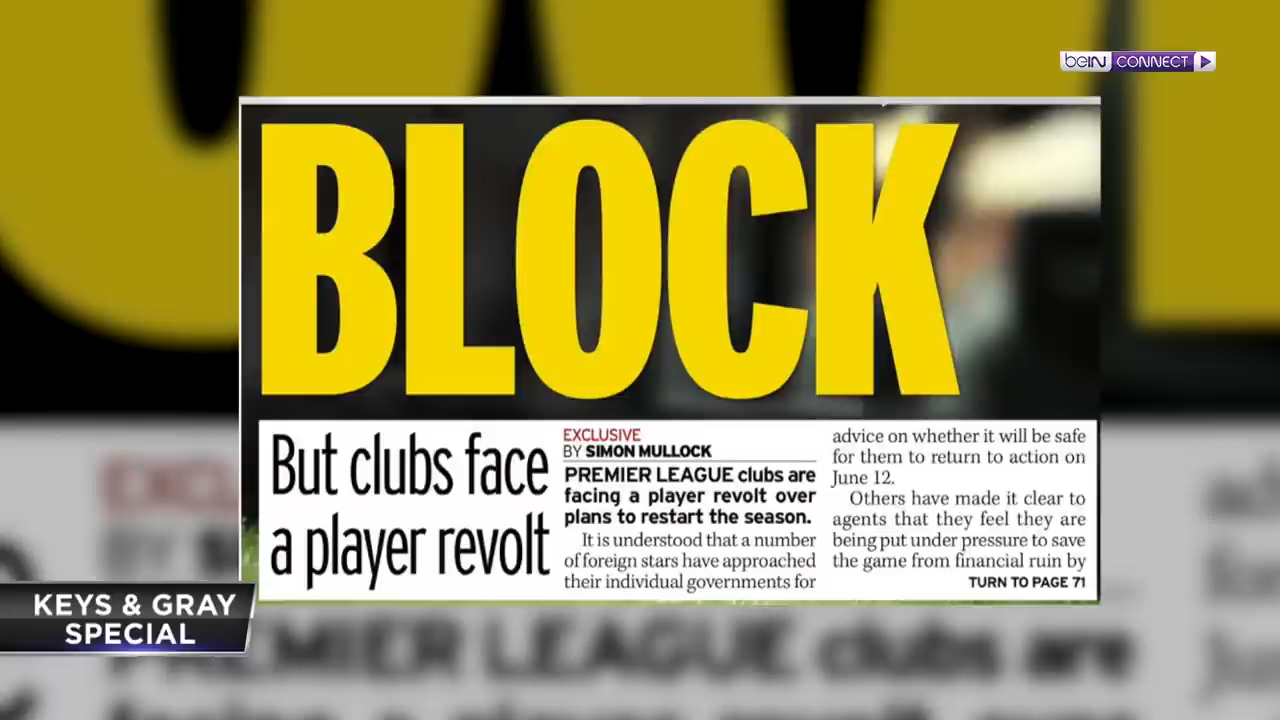 beIN CONNECT
BLOCK
But clubs face
a player revolt
EXCLUSIVE
BY SIMON MULLOCK
PREMIER LEAGUE clubs are
facing a player revolt over
plans to restart the season.
It is understood that a number
of foreign stars have approached
their individual governments for
advice on whether it will be safe
for them to return to action on
June 12.
Others have made it clear to
agents that they feel they are
being put under pressure to save
the game from financial ruin by
TURN TO PAGE 71
KEYS & GRAY
SPECIAL
PREMIER LEAGUE clubs are